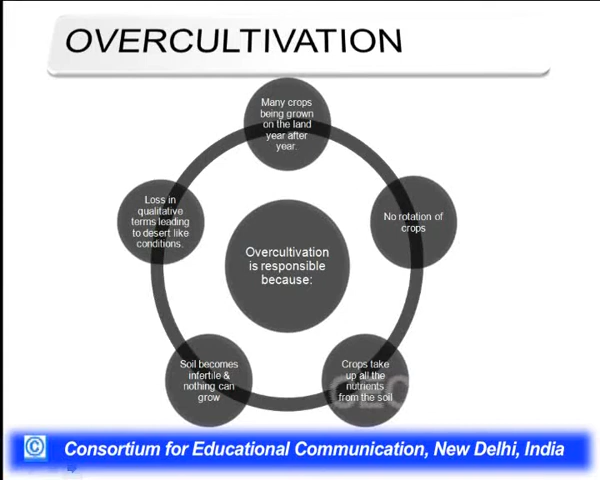 OVERCULTIVATION
Many crops
being grown
on the land
year after
year.
No rotation of
crops
Crops take
up all the
nutrients
from the soil
Soil becomes
infertile &
nothing can
grow
Loss in
qualitative
terms leading
to desert like
conditions.
Overcultivation
is responsible
because:
CEC
© Consortium for Educational Communication, New Delhi, India